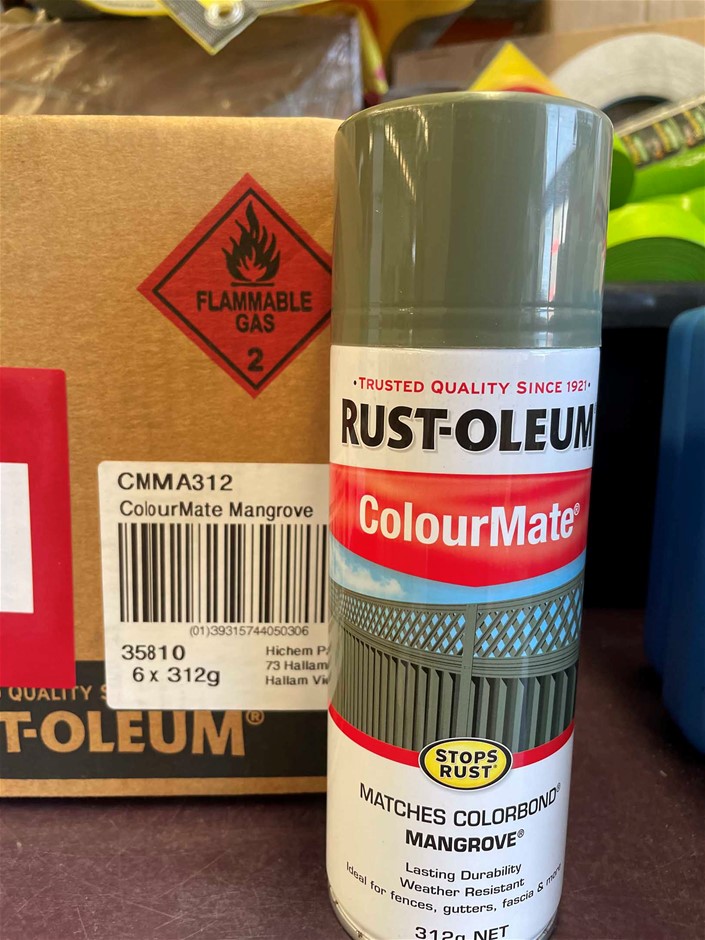 FLAMMABLE
GAS
2
CMMA312
ColourMate Mangrove
(01)39315744050306
35810
6 x 312g
Hichem
73 Hallam
Hallam
QUALITY
T-OLEUM®
•TRUSTED QUALITY SINCE 1921•
RUST-OLEUM
ColourMate®
STOPS
RUST®
MATCHES COLORBOND®
MANGROVE®
Lasting Durability
Weather Resistant
Ideal for fences, gutters, fascia & more
312g NET